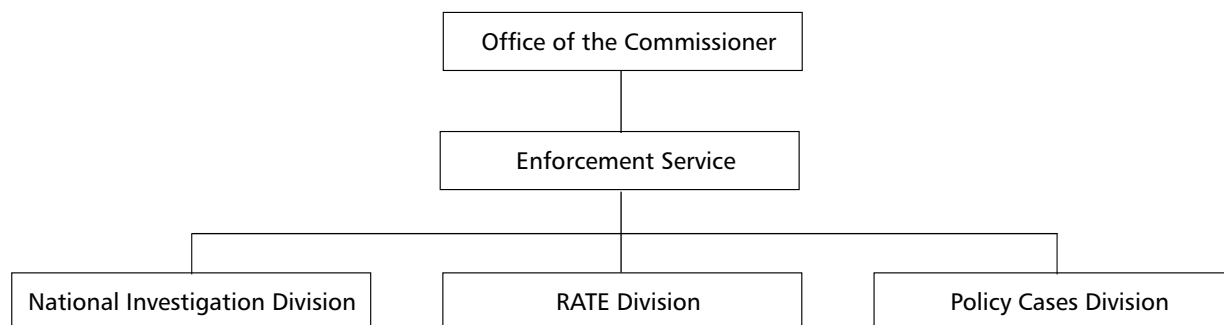 Office of the Commissioner
Enforcement Service
National Investigation Division
RATE Division
Policy Cases Division